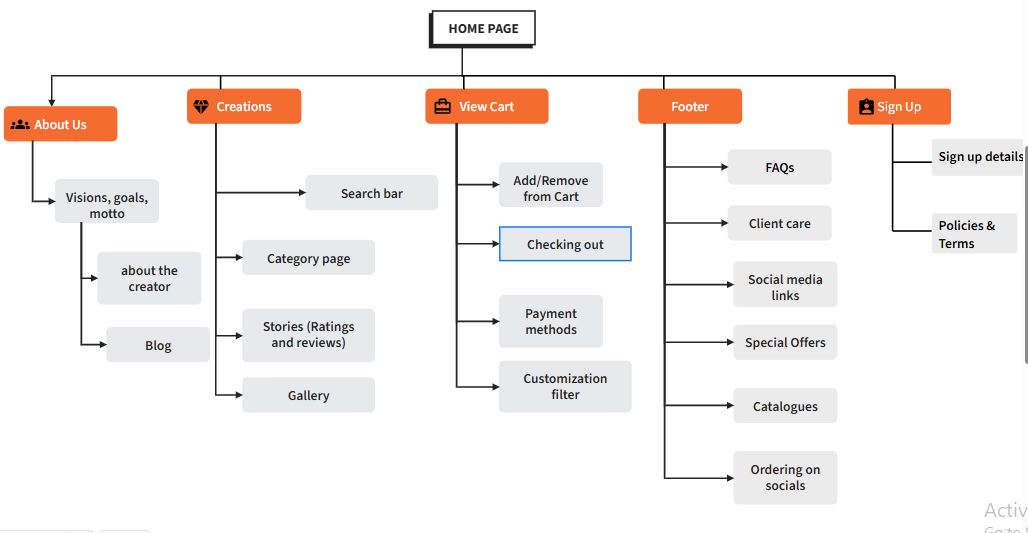 HOME PAGE
About Us
Creations
View Cart
Footer
Sign Up
Visions, goals,
motto
about the
creator
Blog
Search bar
Category page
Stories (Ratings
and reviews)
Gallery
Add/Remove
from Cart
Checking out
Payment
methods
Customization
filter
FAQs
Client care
Social media
links
Special Offers
Catalogues
Ordering on
socials
Sign up details
Policies &
Terms
Activ